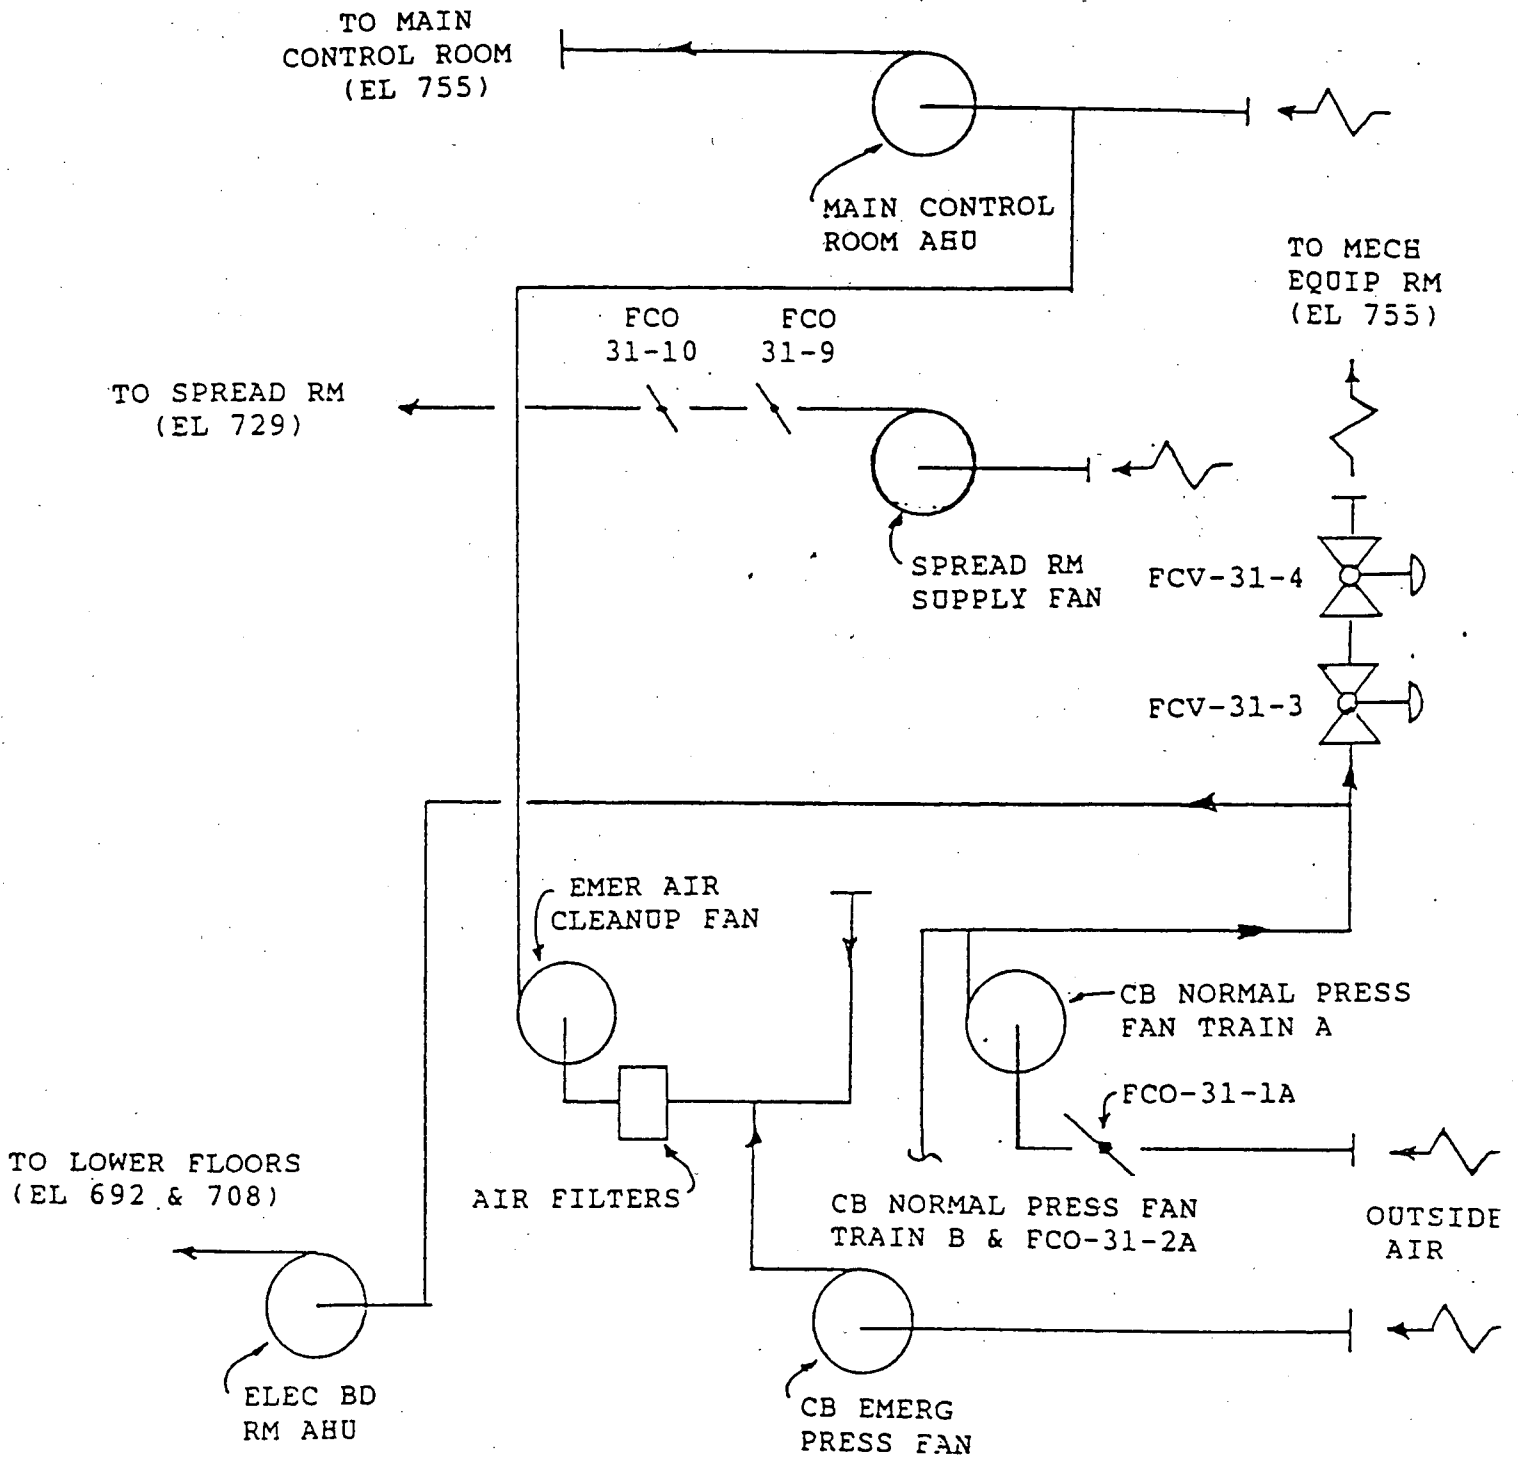 TO MAIN
CONTROL ROOM
(EL 755)
MAIN CONTROL
ROOM AHU
TO MECH
EQUIP RM
(EL 755)
FCO
31-10
FCO
31-9
TO SPREAD RM
(EL 729)
SPREAD RM
SUPPLY FAN
FCV-31-4
FCV-31-3
EMER AIR
CLEANUP FAN
CB NORMAL PRESS
FAN TRAIN A
FCO-31-1A
TO LOWER FLOORS
(EL 692 & 708)
AIR FILTERS
CB NORMAL PRESS FAN
TRAIN B & FCO-31-2A
OUTSIDE
AIR
ELEC BD
RM AHU
CB EMERG
PRESS FAN